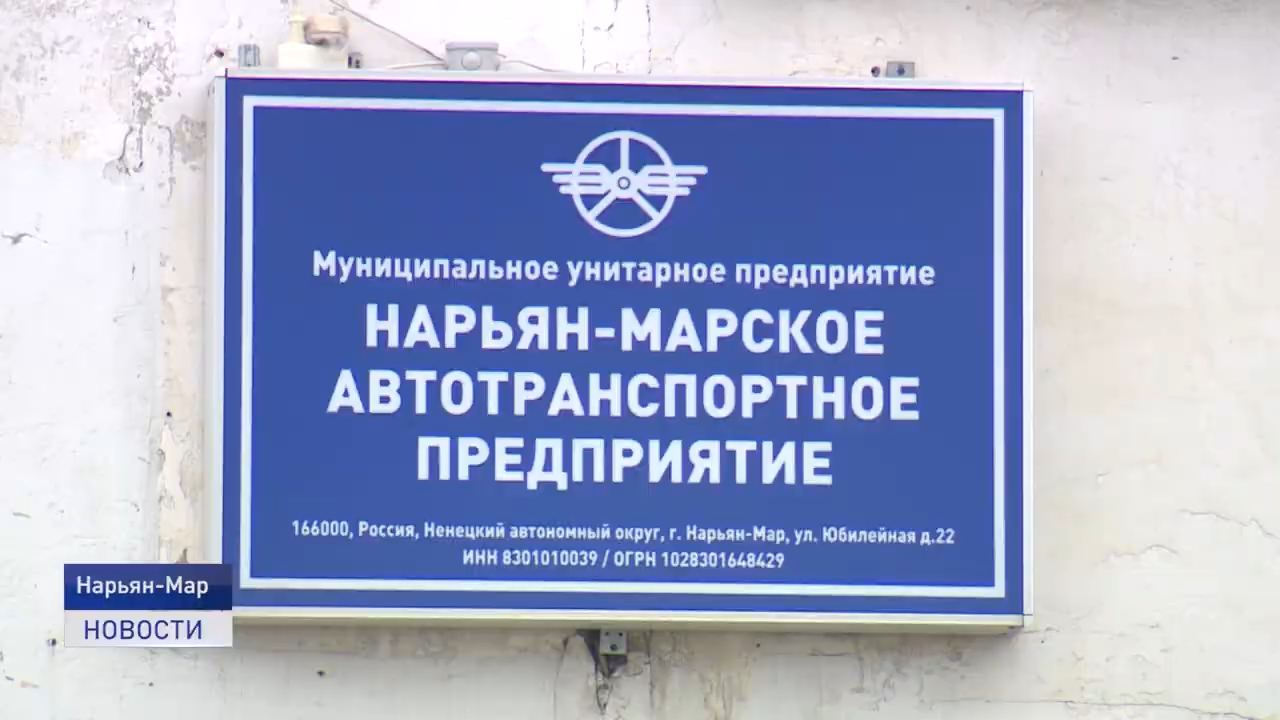 Муниципальное унитарное предприятие
НАРЬЯН-МАРСКОЕ
АВТОТРАНСПОРТНОЕ
ПРЕДПРИЯТИЕ
166000, Россия, Ненецкий автономный округ, г. Нарьян-Мар, ул. Юбилейная д.22
ИНН 8301010039 / ОГРН 1028301648429
Нарьян-Мар
НОВОСТИ